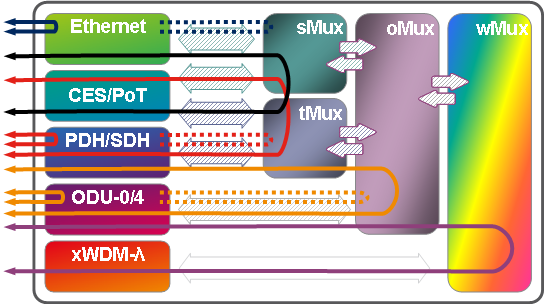 Ethernet
sMux
oMux
wMux
CES/PoT
tMux
PDH/SDH
ODU-0/4
xWDM-λ